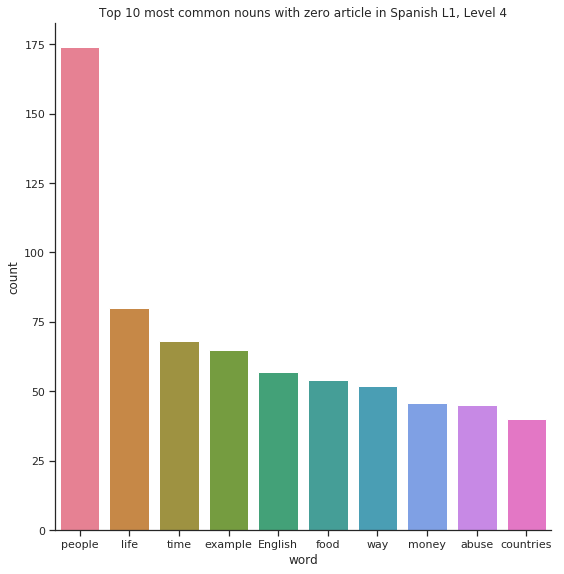 Top 10 most common nouns with zero article in Spanish L1, Level 4
175
150
125
100
75
50
25
0
count
people life time example English food way money abuse countries
word